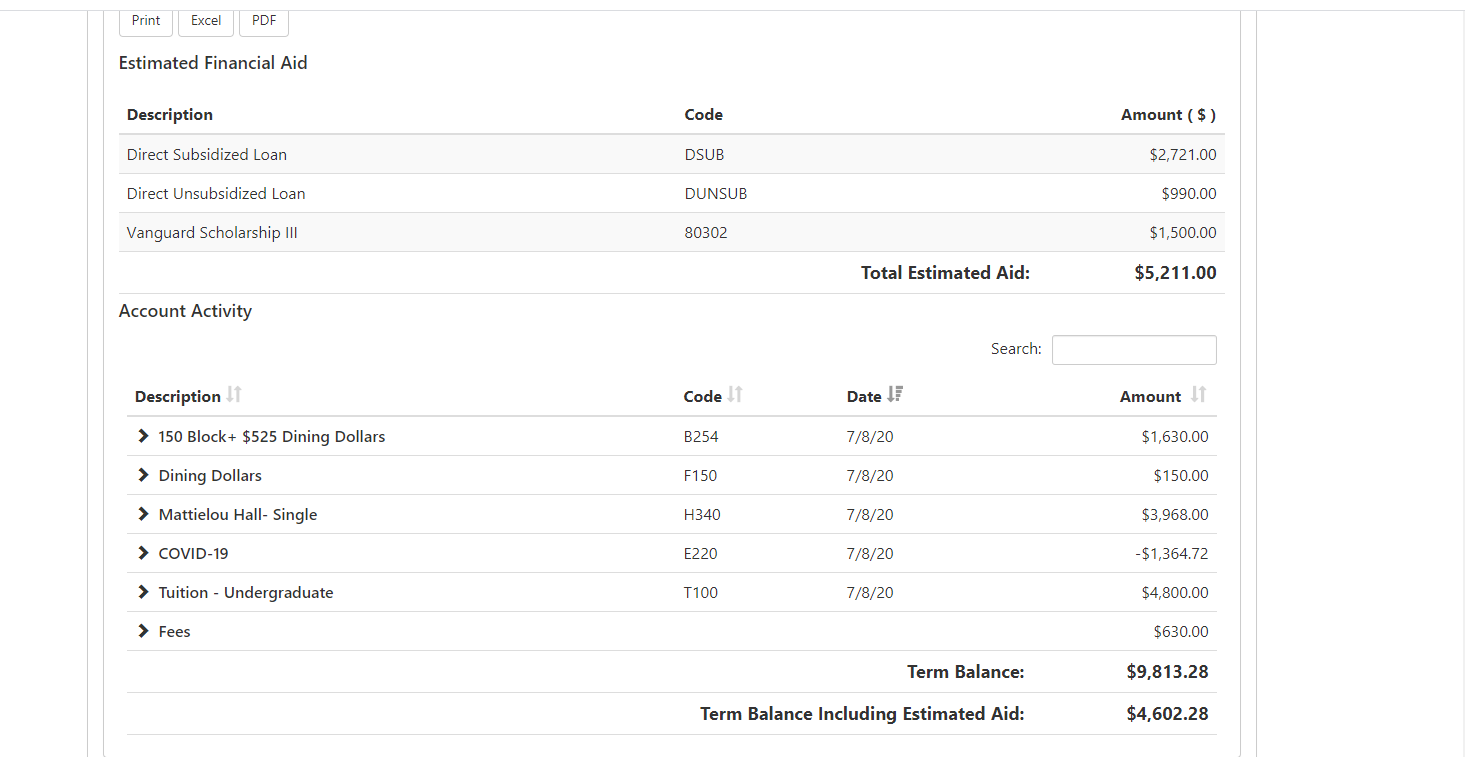 Print Excel PDF
Estimated Financial Aid
Description Code Amount ( $ )
Direct Subsidized Loan DSUB $2,721.00
Direct Unsubsidized Loan DUNSUB $990.00
Vanguard Scholarship III 80302 $1,500.00
Total Estimated Aid: $5,211.00
Account Activity
Search:
Description Code Date Amount
150 Block+ $525 Dining Dollars B254 7/8/20 $1,630.00
Dining Dollars F150 7/8/20 $150.00
Mattielou Hall- Single H340 7/8/20 $3,968.00
COVID-19 E220 7/8/20 -$1,364.72
Tuition - Undergraduate T100 7/8/20 $4,800.00
Fees $630.00
Term Balance: $9,813.28
Term Balance Including Estimated Aid: $4,602.28